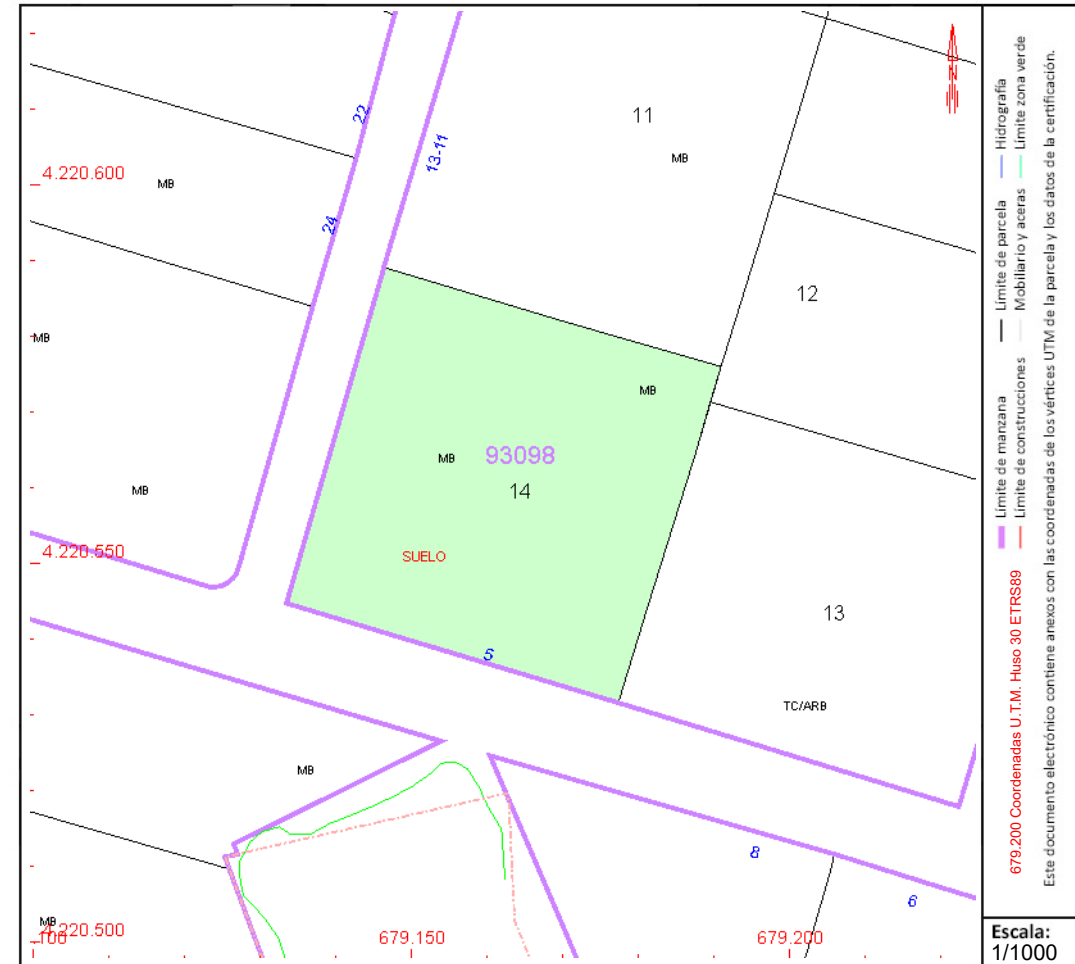 11
22
13-11
MB
4.220.600
MB
24
12
MB
MB
MB
93098
14
MB
4.220.550
SUELO
13
5
TC/ARB
MB
8
6
MB
4.220.500
100
679.150
679.200
679.200 Coordenadas U.T.M. Huso 30 ETRS89
Límite de manzana
Límite de parcela
Hidrografía
Límite de construcciones
Mobiliario y aceras
Límite zona verde
Este documento electrónico contiene anexos con las coordenadas de los vértices UTM de la parcela y los datos de la certificación.
Escala:
1/1000